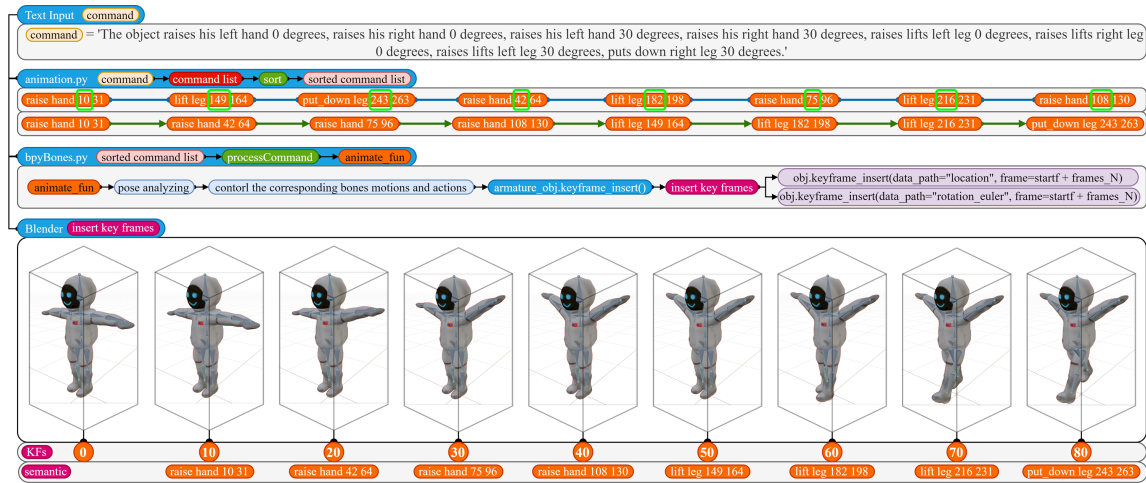 Text Input command
command = 'The object raises his left hand 0 degrees, raises his right hand 0 degrees, raises his left hand 30 degrees, raises his right hand 30 degrees, raises lifts left leg 0 degrees, raises lifts right leg
0 degrees, raises lifts left leg 30 degrees, puts down right leg 30 degrees.'
animation.py command command list sort sorted command list
raise hand 10 31 lift leg 149 164 put_down leg 243 263 raise hand 42 64 lift leg 182 198 raise hand 75 96 lift leg 216 231 raise hand 108 130
raise hand 10 31 raise hand 42 64 raise hand 75 96 raise hand 108 130 lift leg 149 164 lift leg 182 198 lift leg 216 231 put_down leg 243 263
bpyBones.py sorted command list processCommand animate_fun
animate_fun pose analyzing contorl the corresponding bones motions and actions armature_obj.keyframe_insert() insert key frames
obj.keyframe_insert(data_path="location", frame=startf + frames_N)
obj.keyframe_insert(data_path="rotation_euler", frame=startf + frames_N)
Blender insert key frames
KFs 0 10 20 30 40 50 60 70 80
semantic raise hand 10 31 raise hand 42 64 raise hand 75 96 raise hand 108 130 lift leg 149 164 lift leg 182 198 lift leg 216 231 put_down leg 243 263